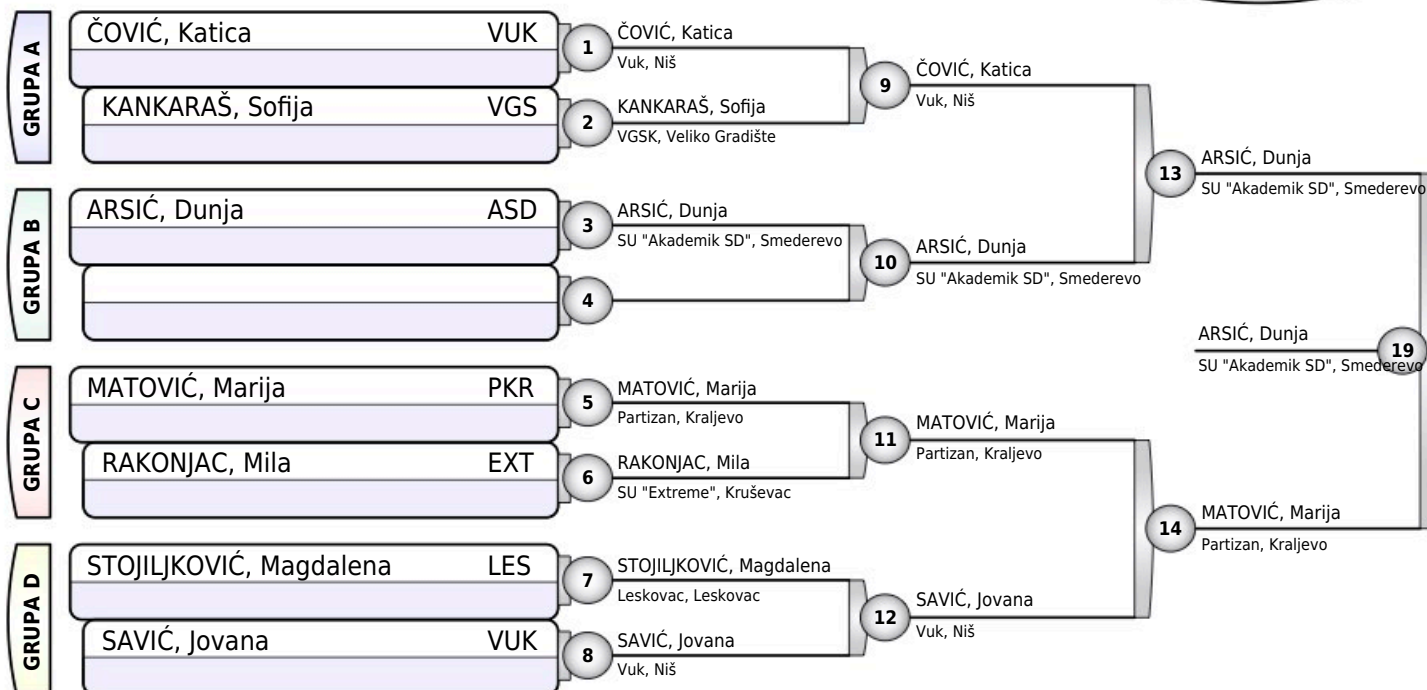 GRUPA A
ČOVIĆ, Katica VUK
KANKARAŠ, Sofija VGS
1
ČOVIĆ, Katica
Vuk, Niš
2
KANKARAŠ, Sofija
VGSK, Veliko Gradište
9
ČOVIĆ, Katica
Vuk, Niš
GRUPA B
ARSIĆ, Dunja ASD
3
ARSIĆ, Dunja
SU "Akademik SD", Smederevo
4
10
ARSIĆ, Dunja
SU "Akademik SD", Smederevo
13
ARSIĆ, Dunja
SU "Akademik SD", Smederevo
GRUPA C
MATOVIĆ, Marija PKR
RAKONJAC, Mila EXT
5
MATOVIĆ, Marija
Partizan, Kraljevo
6
RAKONJAC, Mila
SU "Extreme", Kruševac
11
MATOVIĆ, Marija
Partizan, Kraljevo
GRUPA D
STOJILJKOVIĆ, Magdalena LES
SAVIĆ, Jovana VUK
7
STOJILJKOVIĆ, Magdalena
Leskovac, Leskovac
8
SAVIĆ, Jovana
Vuk, Niš
12
SAVIĆ, Jovana
Vuk, Niš
14
MATOVIĆ, Marija
Partizan, Kraljevo
ARSIĆ, Dunja
SU "Akademik SD", Smederevo
19